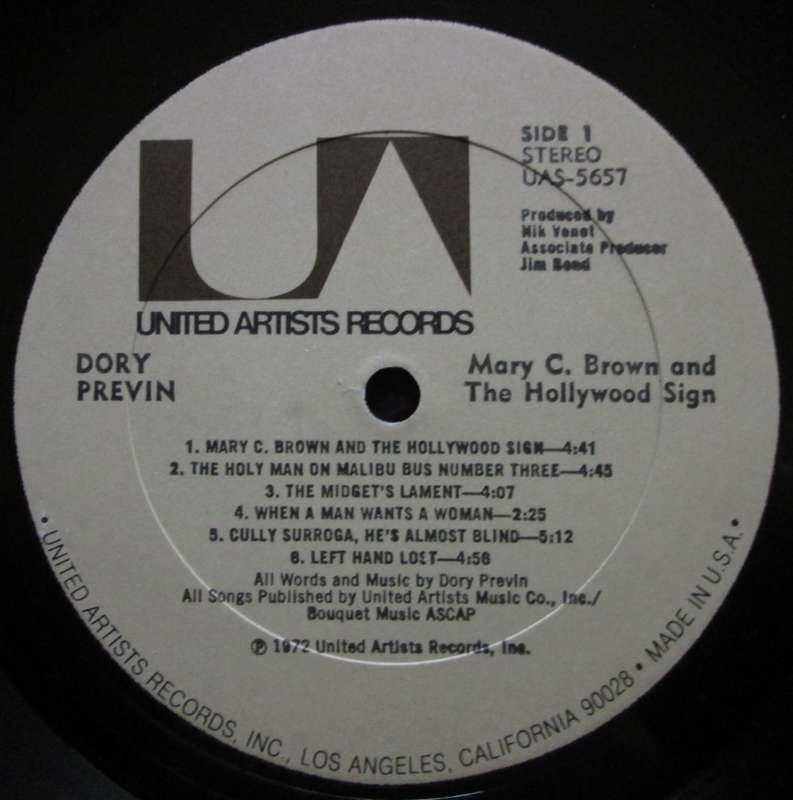 UA
SIDE 1
STEREO
UAS-5657
Produced by
Nik Venet
Associate Producer
Jim Bond
UNITED ARTISTS RECORDS
DORY
PREVIN
Mary C. Brown and
The Hollywood Sign
1. MARY C. BROWN AND THE HOLLYWOOD SIGN—4:41
2. THE HOLY MAN ON MALIBU BUS NUMBER THREE—4:45
3. THE MIDGET'S LAMENT—4:07
4. WHEN A MAN WANTS A WOMAN—2:25
5. CULLY SURROGA, HE'S ALMOST BLIND—5:12
6. LEFT HAND LOST—4:56
All Words and Music by Dory Previn
All Songs Published by United Artists Music Co., Inc./
Bouquet Music ASCAP
℗ 1972 United Artists Records, Inc.
• UNITED ARTISTS RECORDS, INC., LOS ANGELES, CALIFORNIA 90028 • MADE IN U.S.A. •